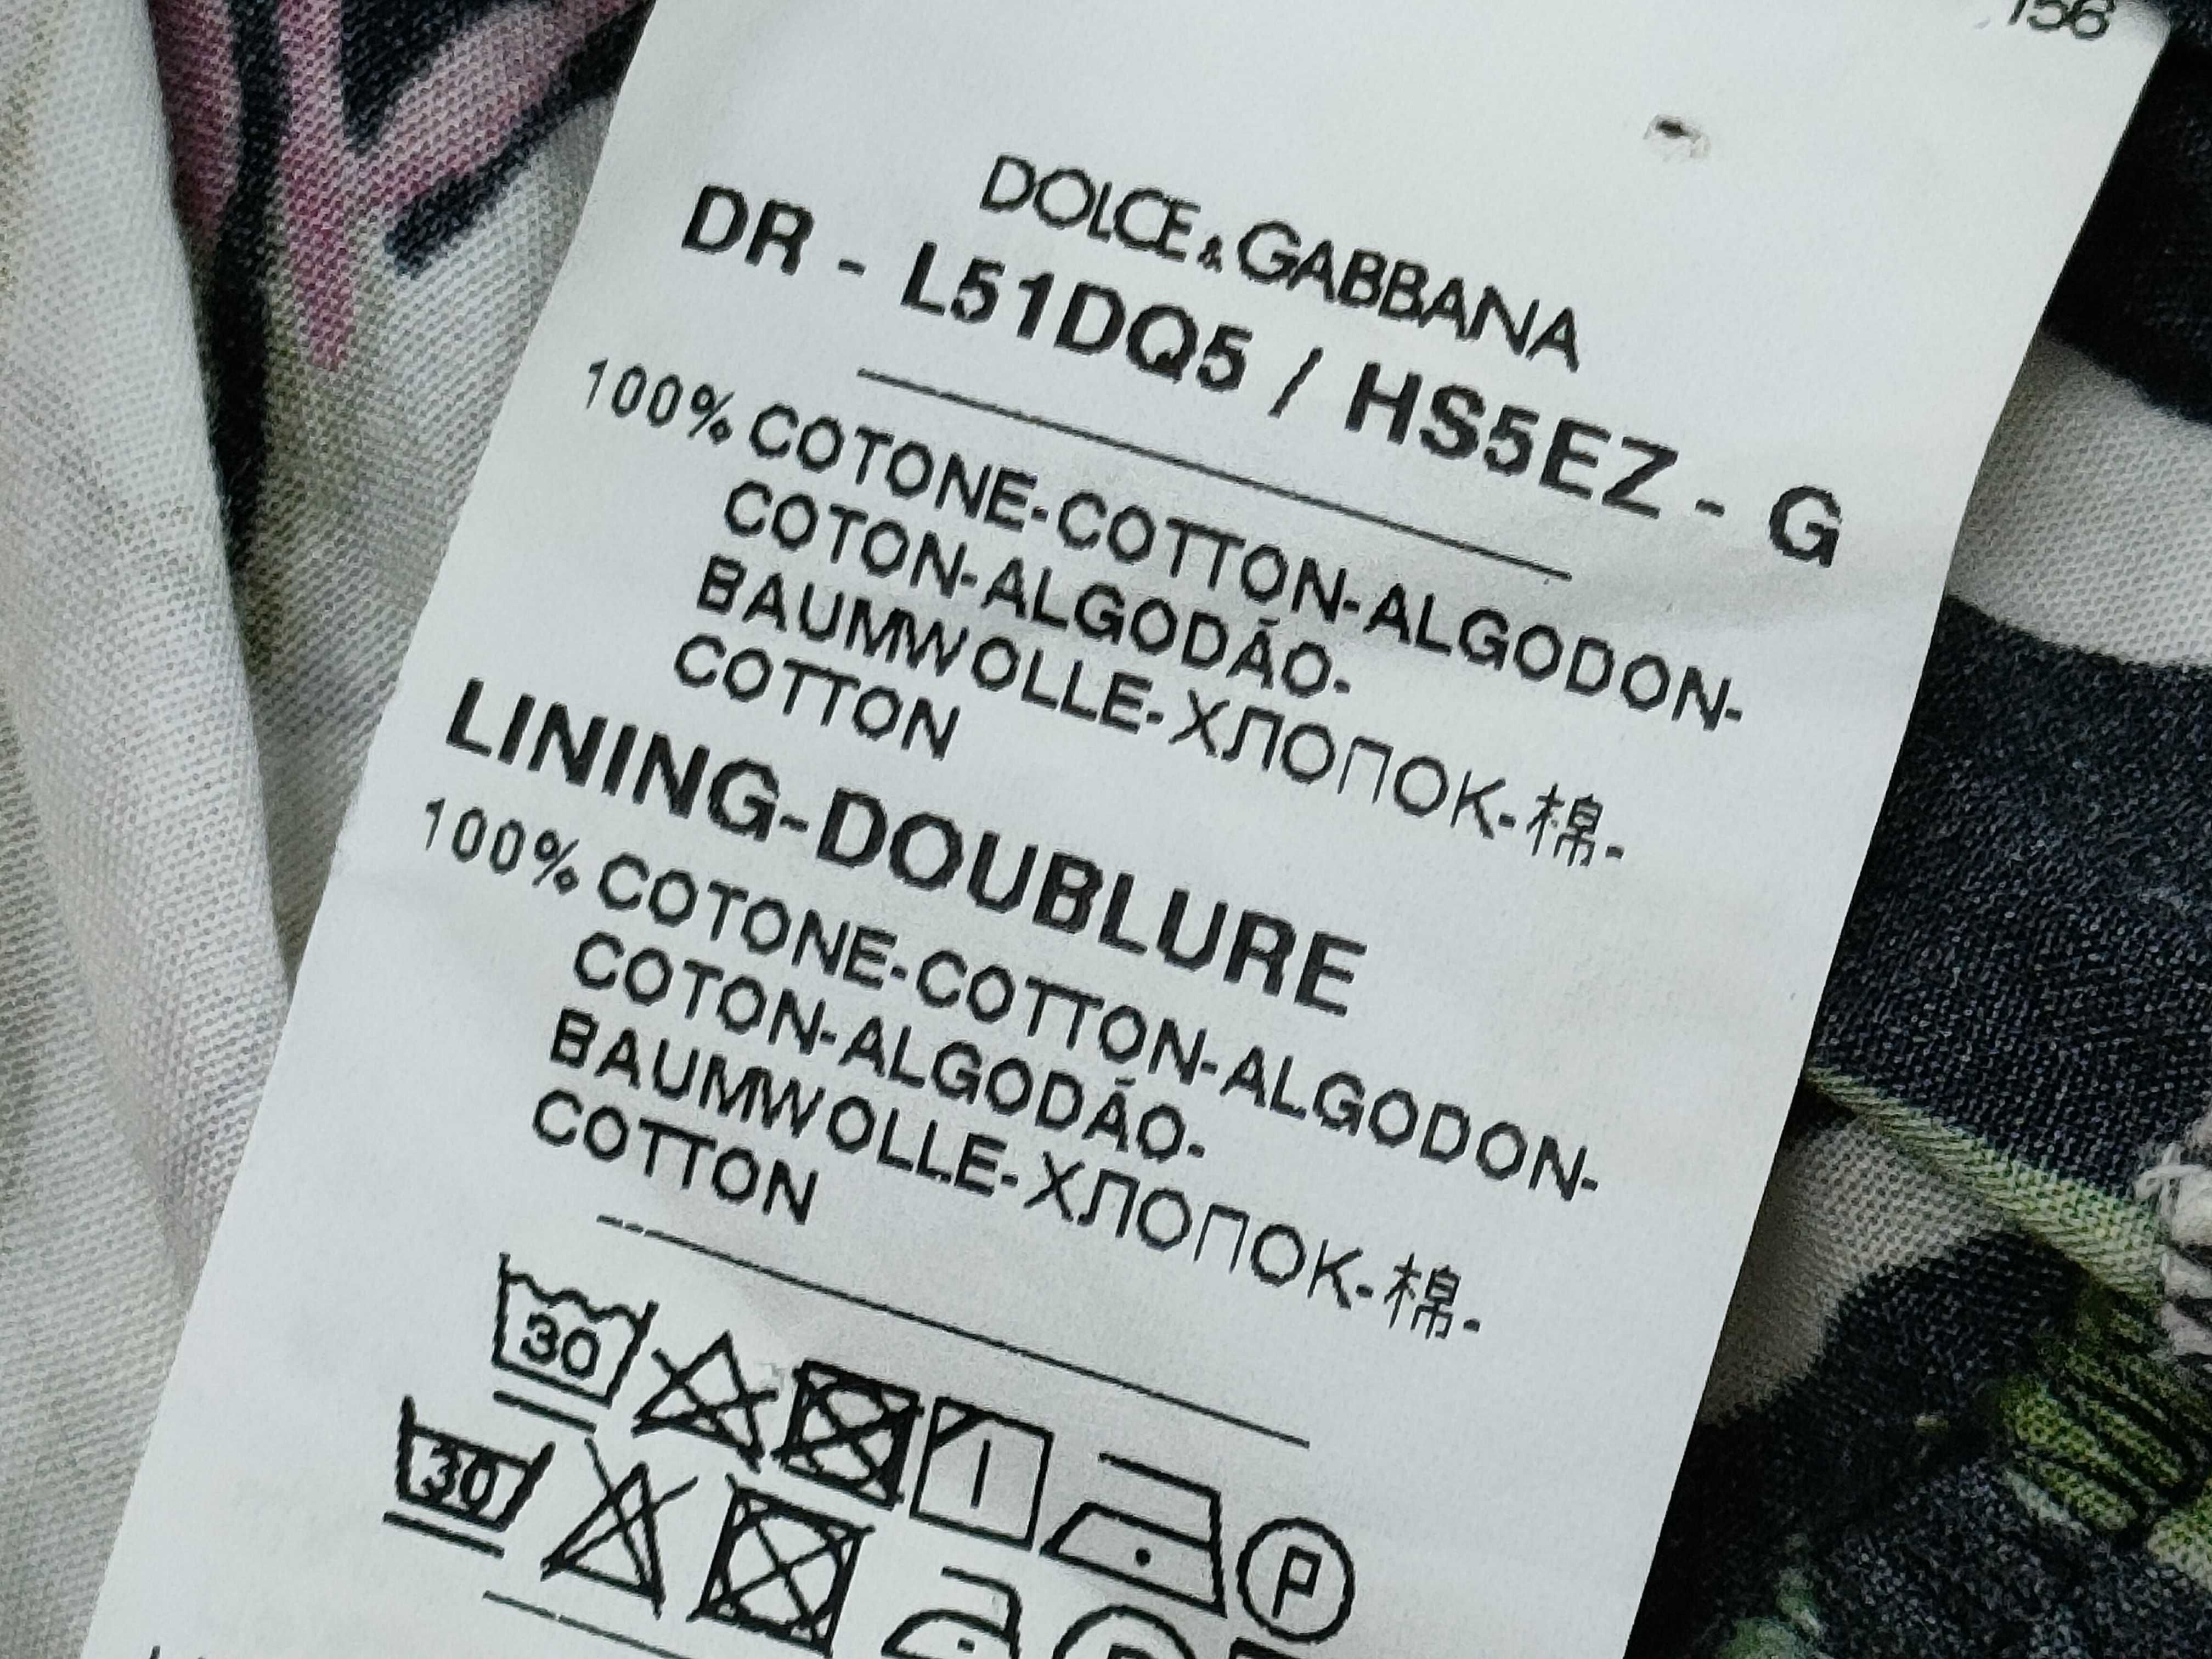 156
DOLCE&GABBANA
DR - L51DQ5 / HS5EZ - G
100% COTONE-COTTON-ALGODON-
COTON-ALGODÃO-
BAUMWOLLE-ХЛОПОК-棉-
COTTON
LINING-DOUBLURE
100% COTONE-COTTON-ALGODON-
COTON-ALGODÃO-
BAUMWOLLE-ХЛОПОК-棉-
COTTON
30 P
30